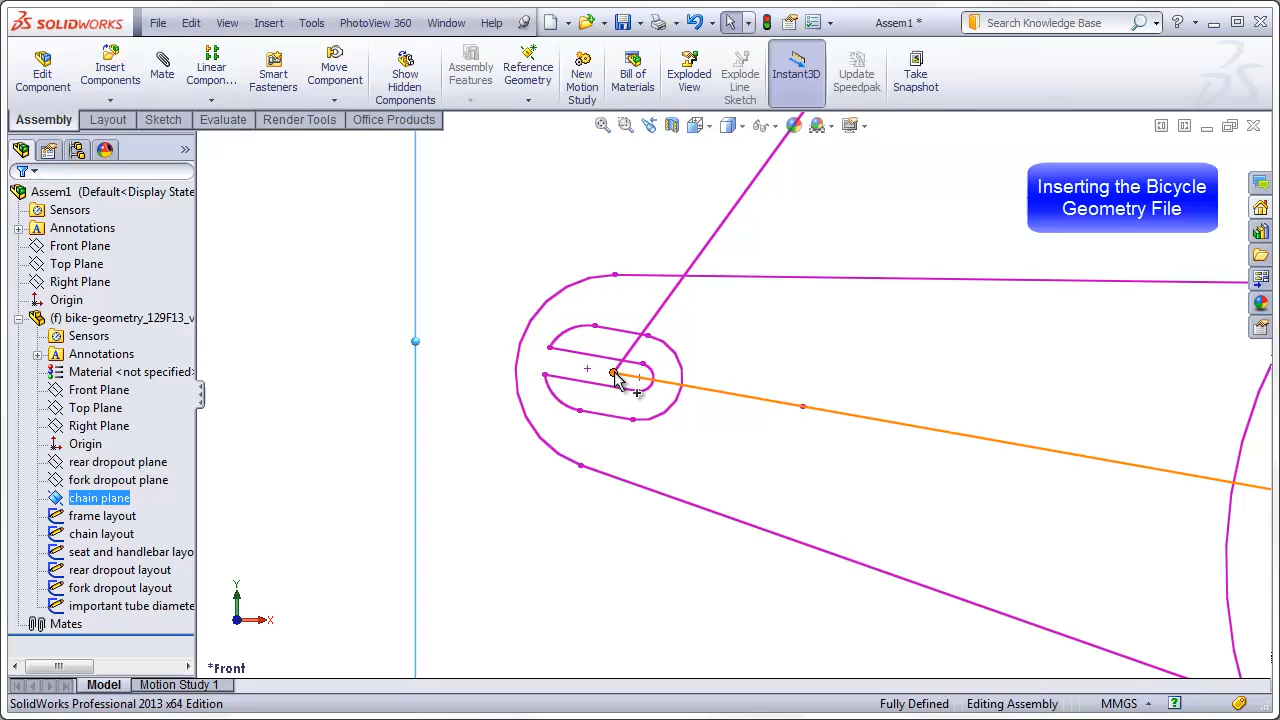 SOLIDWORKS
File Edit View Insert Tools PhotoView 360 Window Help
Assem1 *
Search Knowledge Base
?
Edit Component
Insert Components
Mate
Linear Compon...
Smart Fasteners
Move Component
Show Hidden Components
Assembly Features
Reference Geometry
New Motion Study
Bill of Materials
Exploded View
Explode Line Sketch
Instant3D
Update Speedpak
Take Snapshot
Assembly Layout Sketch Evaluate Render Tools Office Products
Inserting the Bicycle
Geometry File
Assem1 (Default<Display State
Sensors
Annotations
Front Plane
Top Plane
Right Plane
Origin
(f) bike-geometry_129F13_v
Sensors
Annotations
Material <not specified>
Front Plane
Top Plane
Right Plane
Origin
rear dropout plane
fork dropout plane
chain plane
frame layout
chain layout
seat and handlebar layo
rear dropout layout
fork dropout layout
important tube diamete
Mates
Y
X
*Front
Model Motion Study 1
SolidWorks Professional 2013 x64 Edition
Fully Defined Editing Assembly MMGS ?